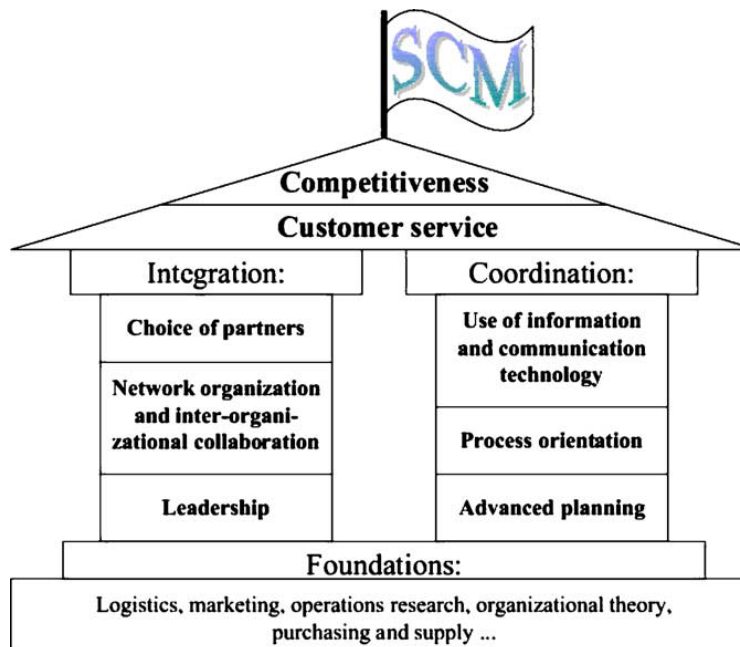 SCM
Competitiveness
Customer service
Integration:
Choice of partners
Network organization
and inter-organi-
zational collaboration
Leadership
Coordination:
Use of information
and communication
technology
Process orientation
Advanced planning
Foundations:
Logistics, marketing, operations research, organizational theory,
purchasing and supply ...